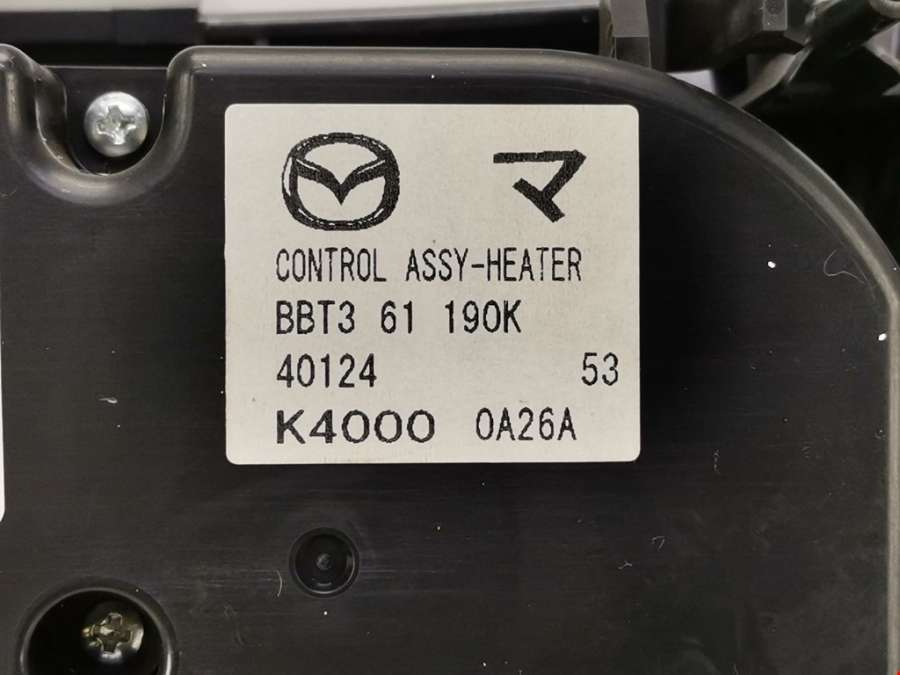 マ
CONTROL ASSY-HEATER
BBT3 61 190K
40124 53
K4000 0A26A